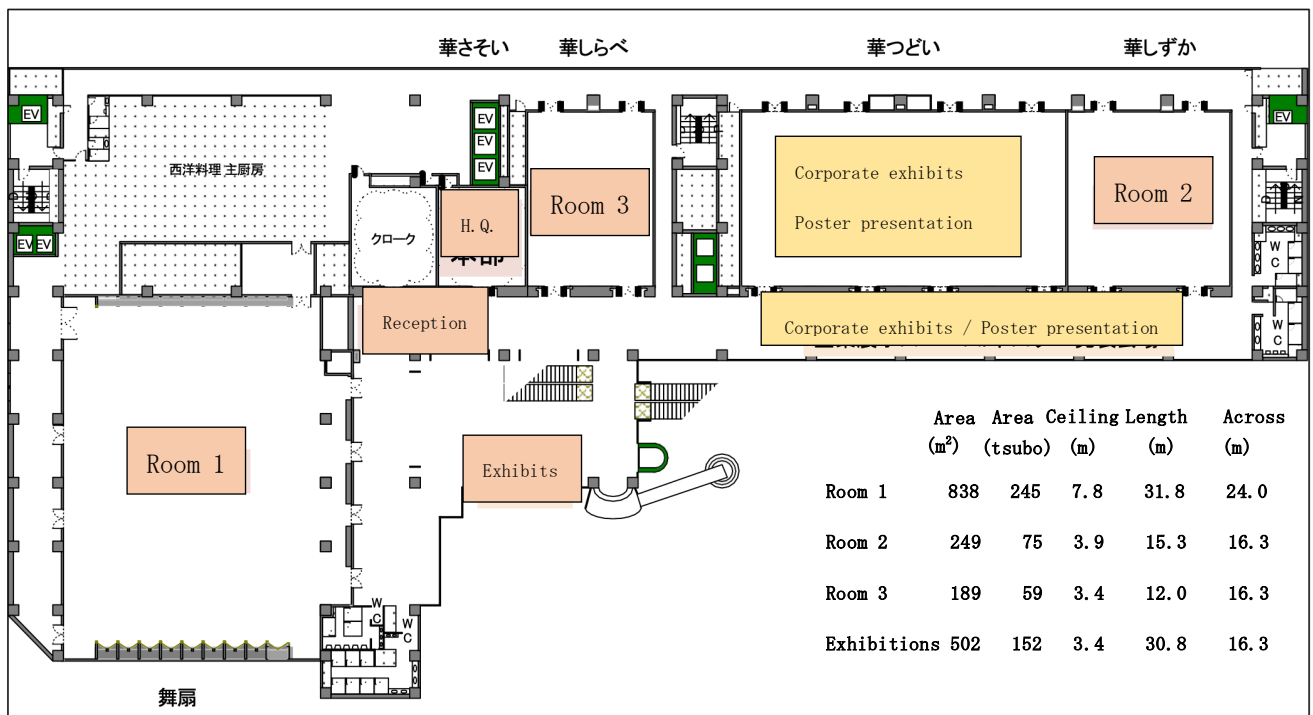 華さそい 華しらべ 華つどい 華しずか
EV
EV
EV
EV
EV
西洋料理 主厨房
EV EV
クローク
H.Q.
本部
Room 3
Corporate exhibits
Poster presentation
Room 2
WC
WC
Reception
Corporate exhibits / Poster presentation
Room 1
Exhibits
Area Area Ceiling Length Across
(m²) (tsubo) (m) (m) (m)
Room 1 838 245 7.8 31.8 24.0
Room 2 249 75 3.9 15.3 16.3
Room 3 189 59 3.4 12.0 16.3
Exhibitions 502 152 3.4 30.8 16.3
WC
WC
舞扇